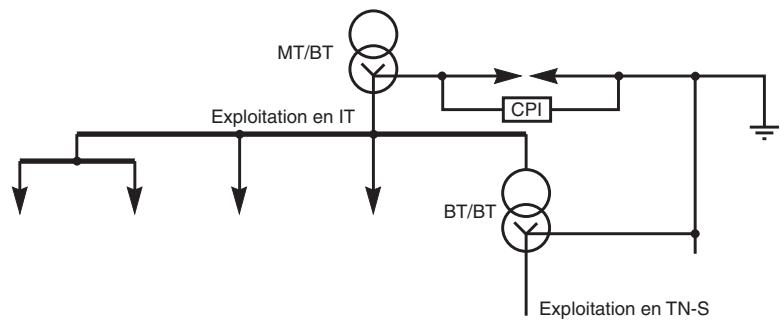 MT/BT
CPI
Exploitation en IT
BT/BT
Exploitation en TN-S